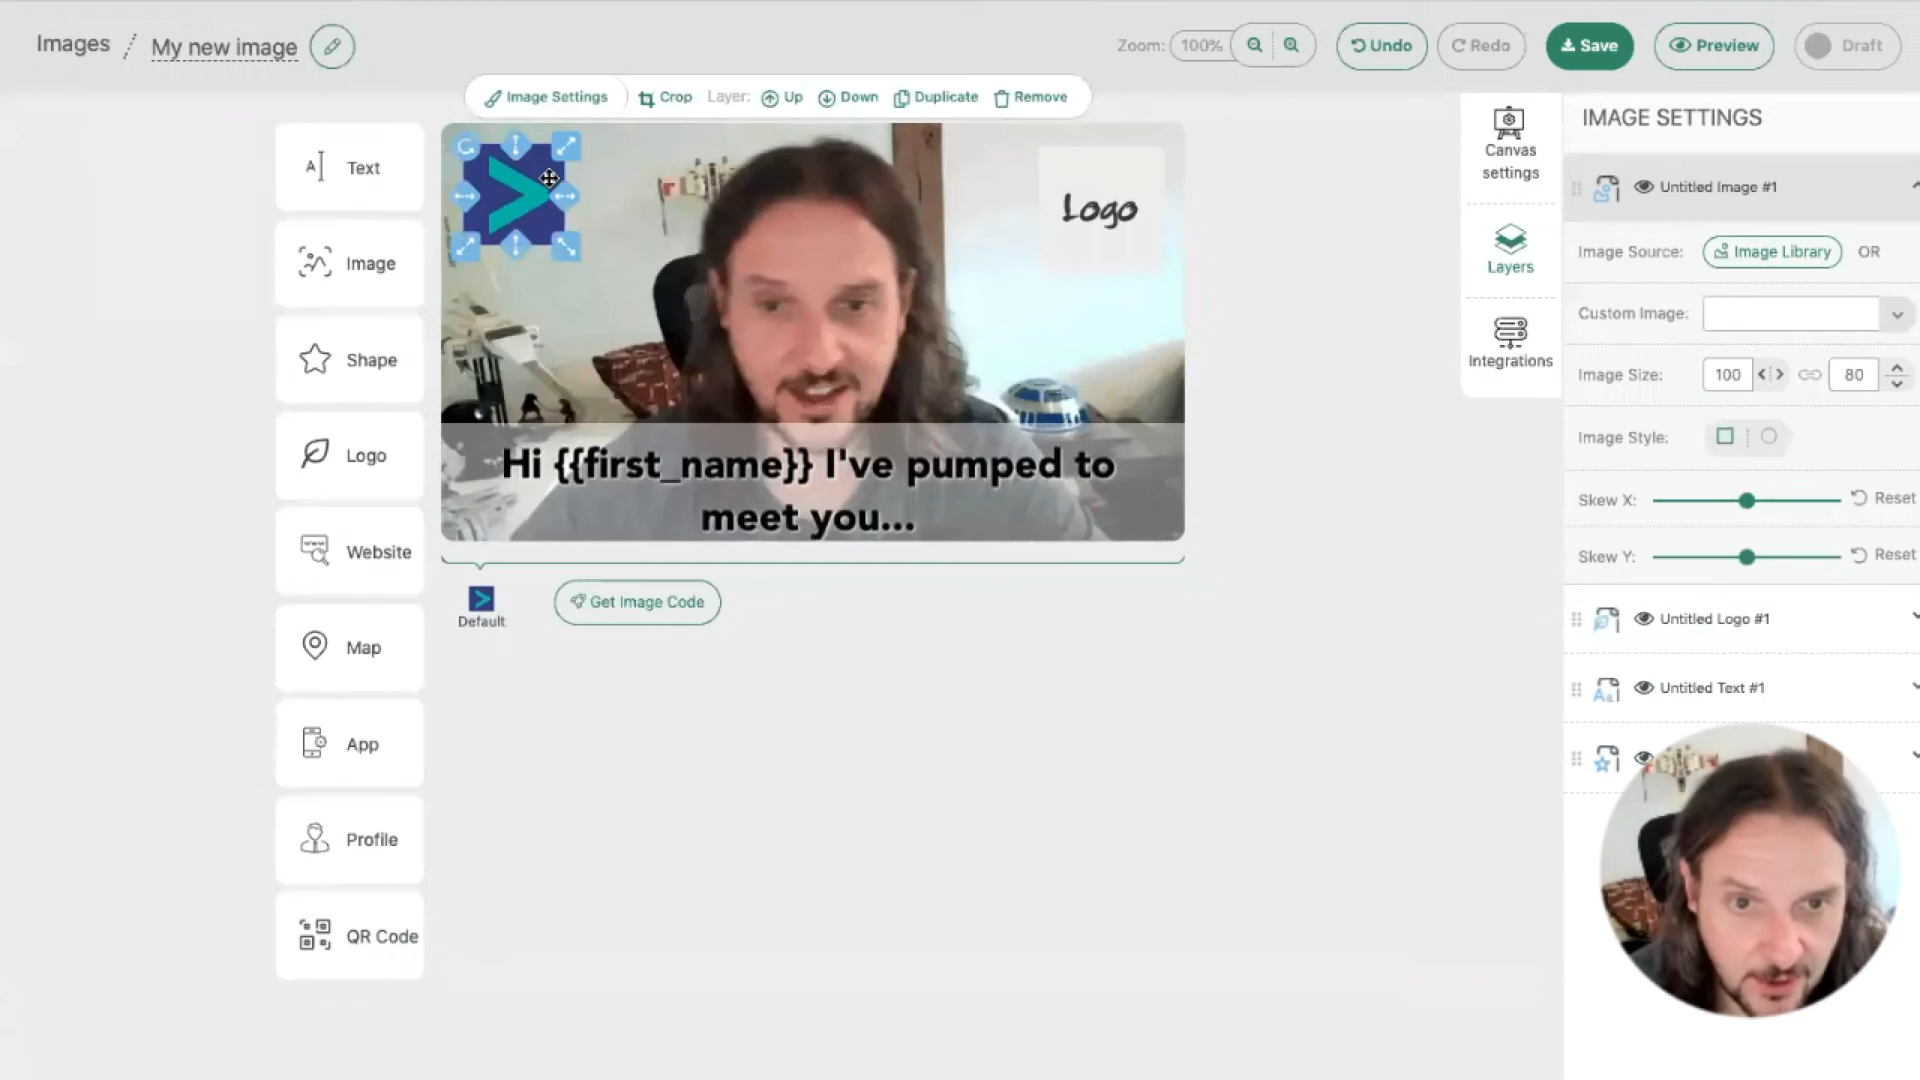 Images / My new image
Zoom: 100%
Undo
Redo
Save
Preview
Draft
Image Settings
Crop
Layer:
Up
Down
Duplicate
Remove
Text
Image
Shape
Logo
Website
Map
App
Profile
QR Code
Logo
Hi {{first_name}} I've pumped to
meet you...
Default
Get Image Code
Canvas
settings
Layers
Integrations
IMAGE SETTINGS
Untitled Image #1
Image Source: Image Library OR
Custom Image:
Image Size: 100 80
Image Style:
Skew X: Reset
Skew Y: Reset
Untitled Logo #1
Untitled Text #1